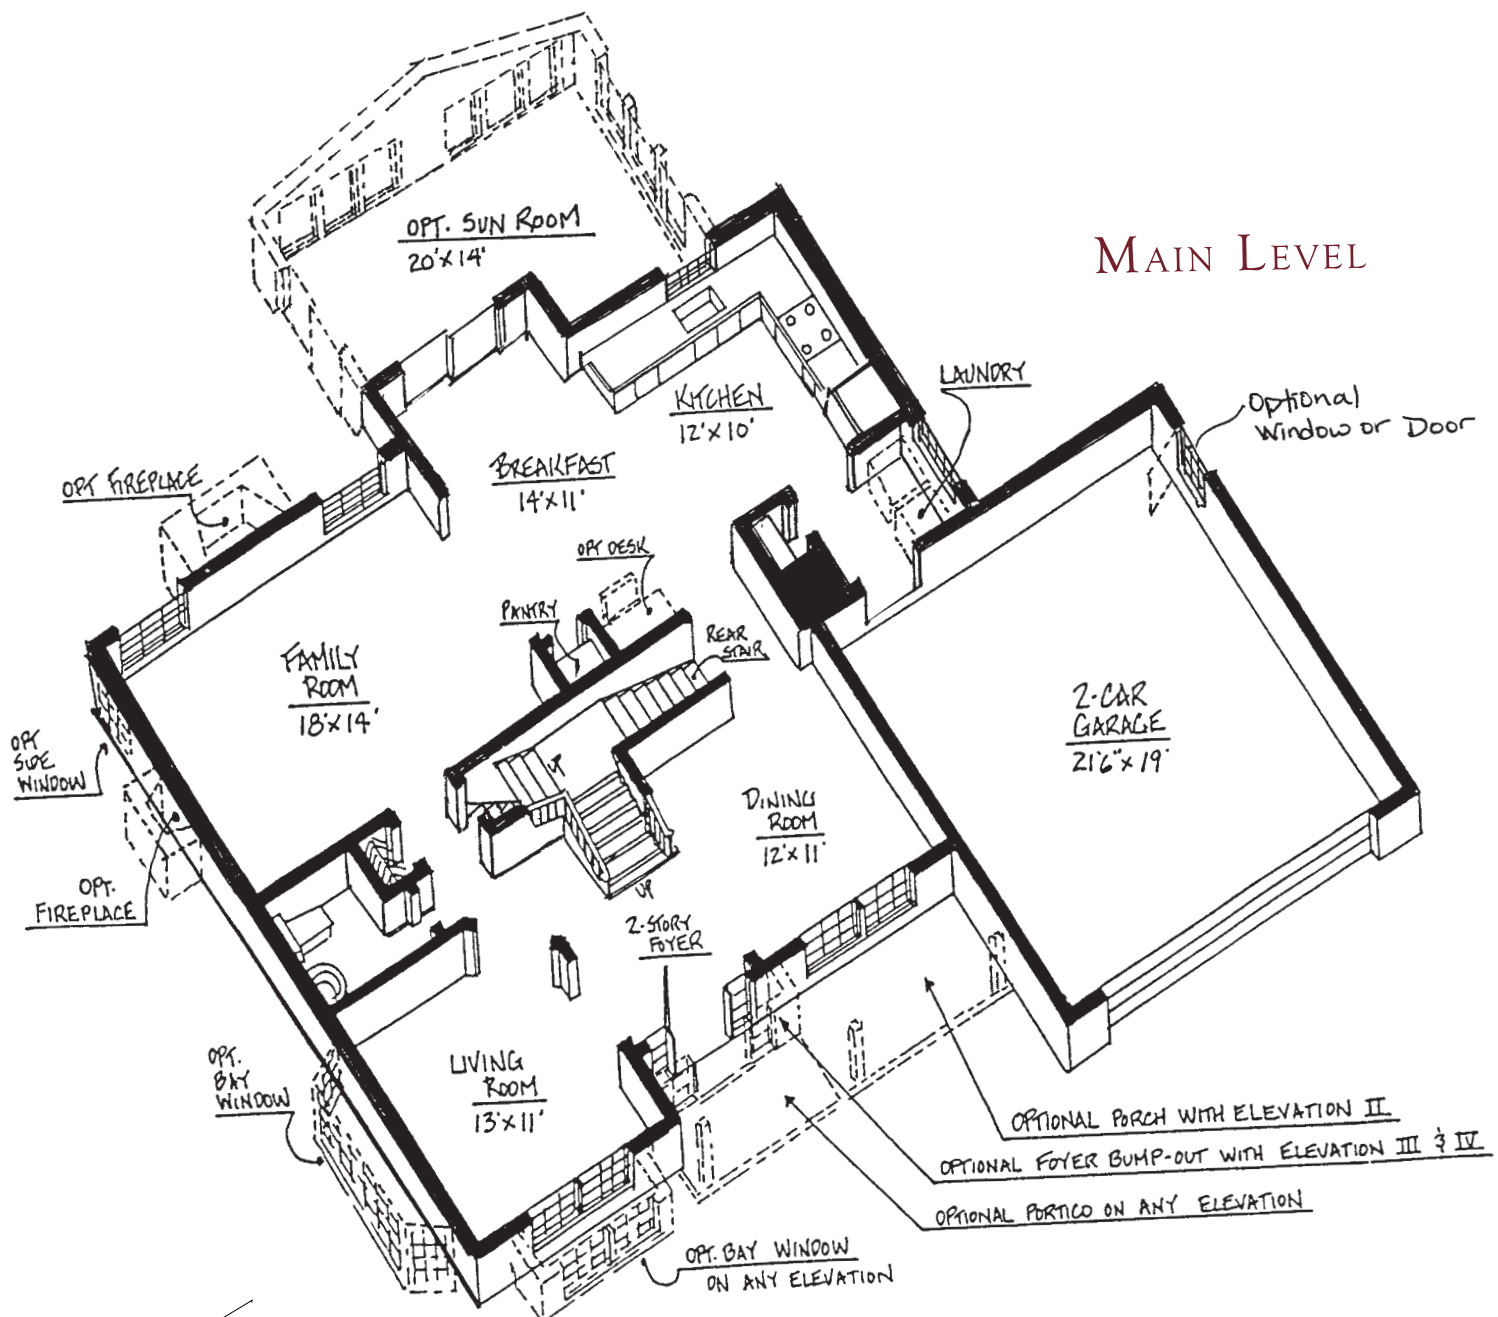 MAIN LEVEL
OPT. SUN ROOM
20'X14'
LAUNDRY
Optional
Window or Door
KITCHEN
12'X10'
BREAKFAST
14'X11'
OPT FIREPLACE
OPT DESK
PANTRY
REAR
STAIR
FAMILY
ROOM
18'X14'
2-CAR
GARAGE
21'6"X19'
OPT
SIDE
WINDOW
UP
DINING
ROOM
12'X11'
OPT.
FIREPLACE
UP
2-STORY
FOYER
LIVING
ROOM
13'X11'
OPT.
BAY
WINDOW
OPTIONAL PORCH WITH ELEVATION II
OPTIONAL FOYER BUMP-OUT WITH ELEVATION III & IV
OPTIONAL PORTICO ON ANY ELEVATION
OPT. BAY WINDOW
ON ANY ELEVATION